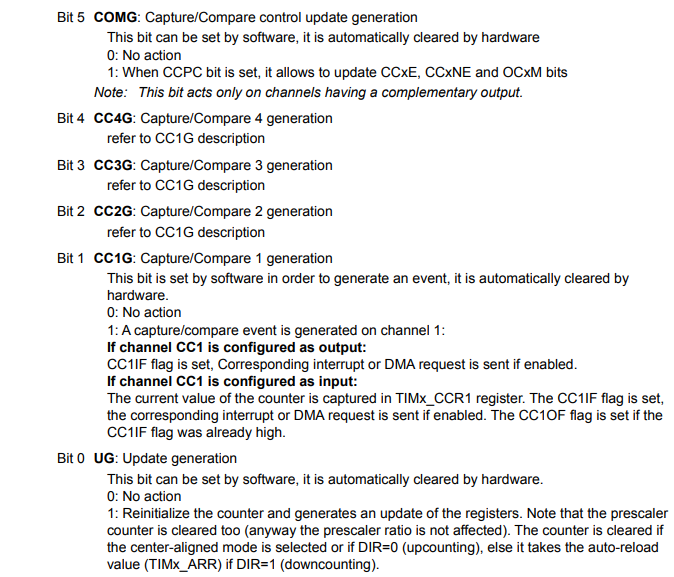 Bit 5 COMG: Capture/Compare control update generation
This bit can be set by software, it is automatically cleared by hardware
0: No action
1: When CCPC bit is set, it allows to update CCxE, CCxNE and OCxM bits
Note: This bit acts only on channels having a complementary output.
Bit 4 CC4G: Capture/Compare 4 generation
refer to CC1G description
Bit 3 CC3G: Capture/Compare 3 generation
refer to CC1G description
Bit 2 CC2G: Capture/Compare 2 generation
refer to CC1G description
Bit 1 CC1G: Capture/Compare 1 generation
This bit is set by software in order to generate an event, it is automatically cleared by
hardware.
0: No action
1: A capture/compare event is generated on channel 1:
If channel CC1 is configured as output:
CC1IF flag is set, Corresponding interrupt or DMA request is sent if enabled.
If channel CC1 is configured as input:
The current value of the counter is captured in TIMx_CCR1 register. The CC1IF flag is set,
the corresponding interrupt or DMA request is sent if enabled. The CC1OF flag is set if the
CC1IF flag was already high.
Bit 0 UG: Update generation
This bit can be set by software, it is automatically cleared by hardware.
0: No action
1: Reinitialize the counter and generates an update of the registers. Note that the prescaler
counter is cleared too (anyway the prescaler ratio is not affected). The counter is cleared if
the center-aligned mode is selected or if DIR=0 (upcounting), else it takes the auto-reload
value (TIMx_ARR) if DIR=1 (downcounting).